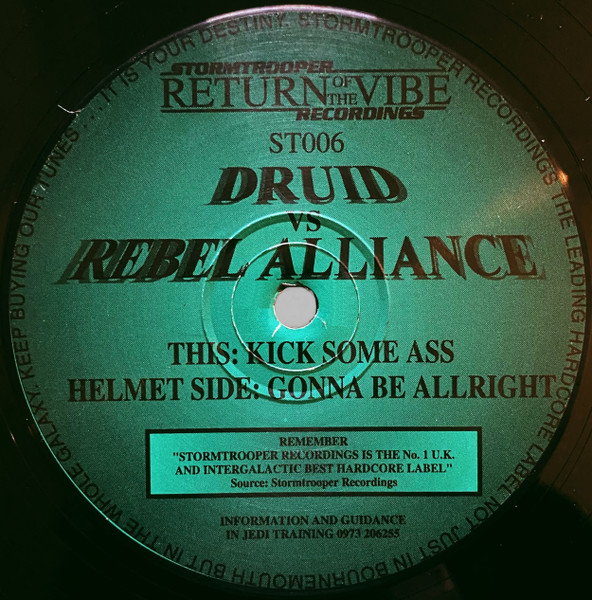 STORMTROOPER
RETURN OF THE VIBE
RECORDINGS
ST006
DRUID
VS
REBEL ALLIANCE
THIS: KICK SOME ASS
HELMET SIDE: GONNA BE ALLRIGHT
REMEMBER
"STORMTROOPER RECORDINGS IS THE No. 1 U.K.
AND INTERGALACTIC BEST HARDCORE LABEL"
Source: Stormtrooper Recordings
INFORMATION AND GUIDANCE
IN JEDI TRAINING 0973 206255
STORMTROOPER RECORDINGS THE LEADING HARDCORE LABEL NOT JUST IN BOURNEMOUTH BUT IN THE WHOLE GALAXY. KEEP BUYING OUR TUNES . . . IT IS YOUR DESTINY.